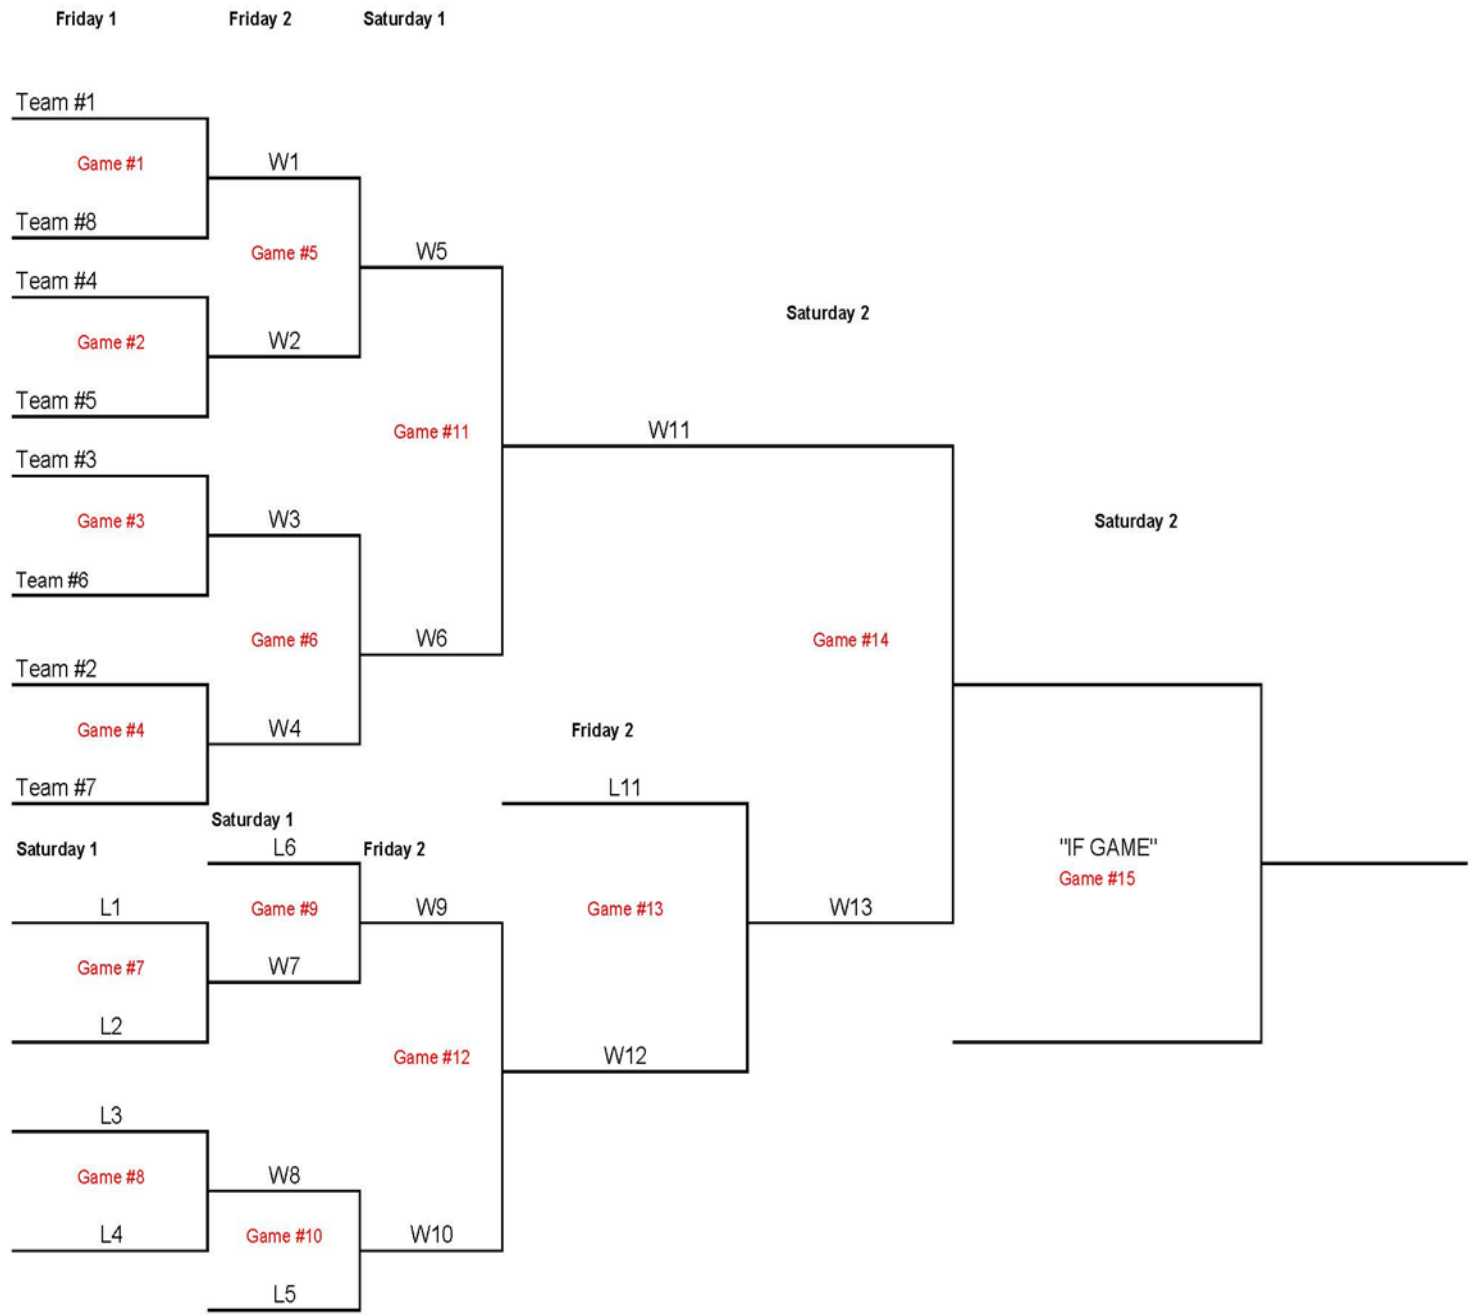 Friday 1 Friday 2 Saturday 1
Team #1
Game #1 W1
Team #8
Game #5 W5
Team #4
Saturday 2
Game #2 W2
Team #5
Game #11 W11
Team #3
Game #3 W3 Saturday 2
Team #6
Game #6 W6 Game #14
Team #2
Game #4 W4 Friday 2
Team #7 L11
Saturday 1
Saturday 1 L6 Friday 2 "IF GAME"
Game #15
L1 Game #9 W9 Game #13 W13
Game #7 W7
L2
Game #12 W12
L3
Game #8 W8
L4 Game #10 W10
L5